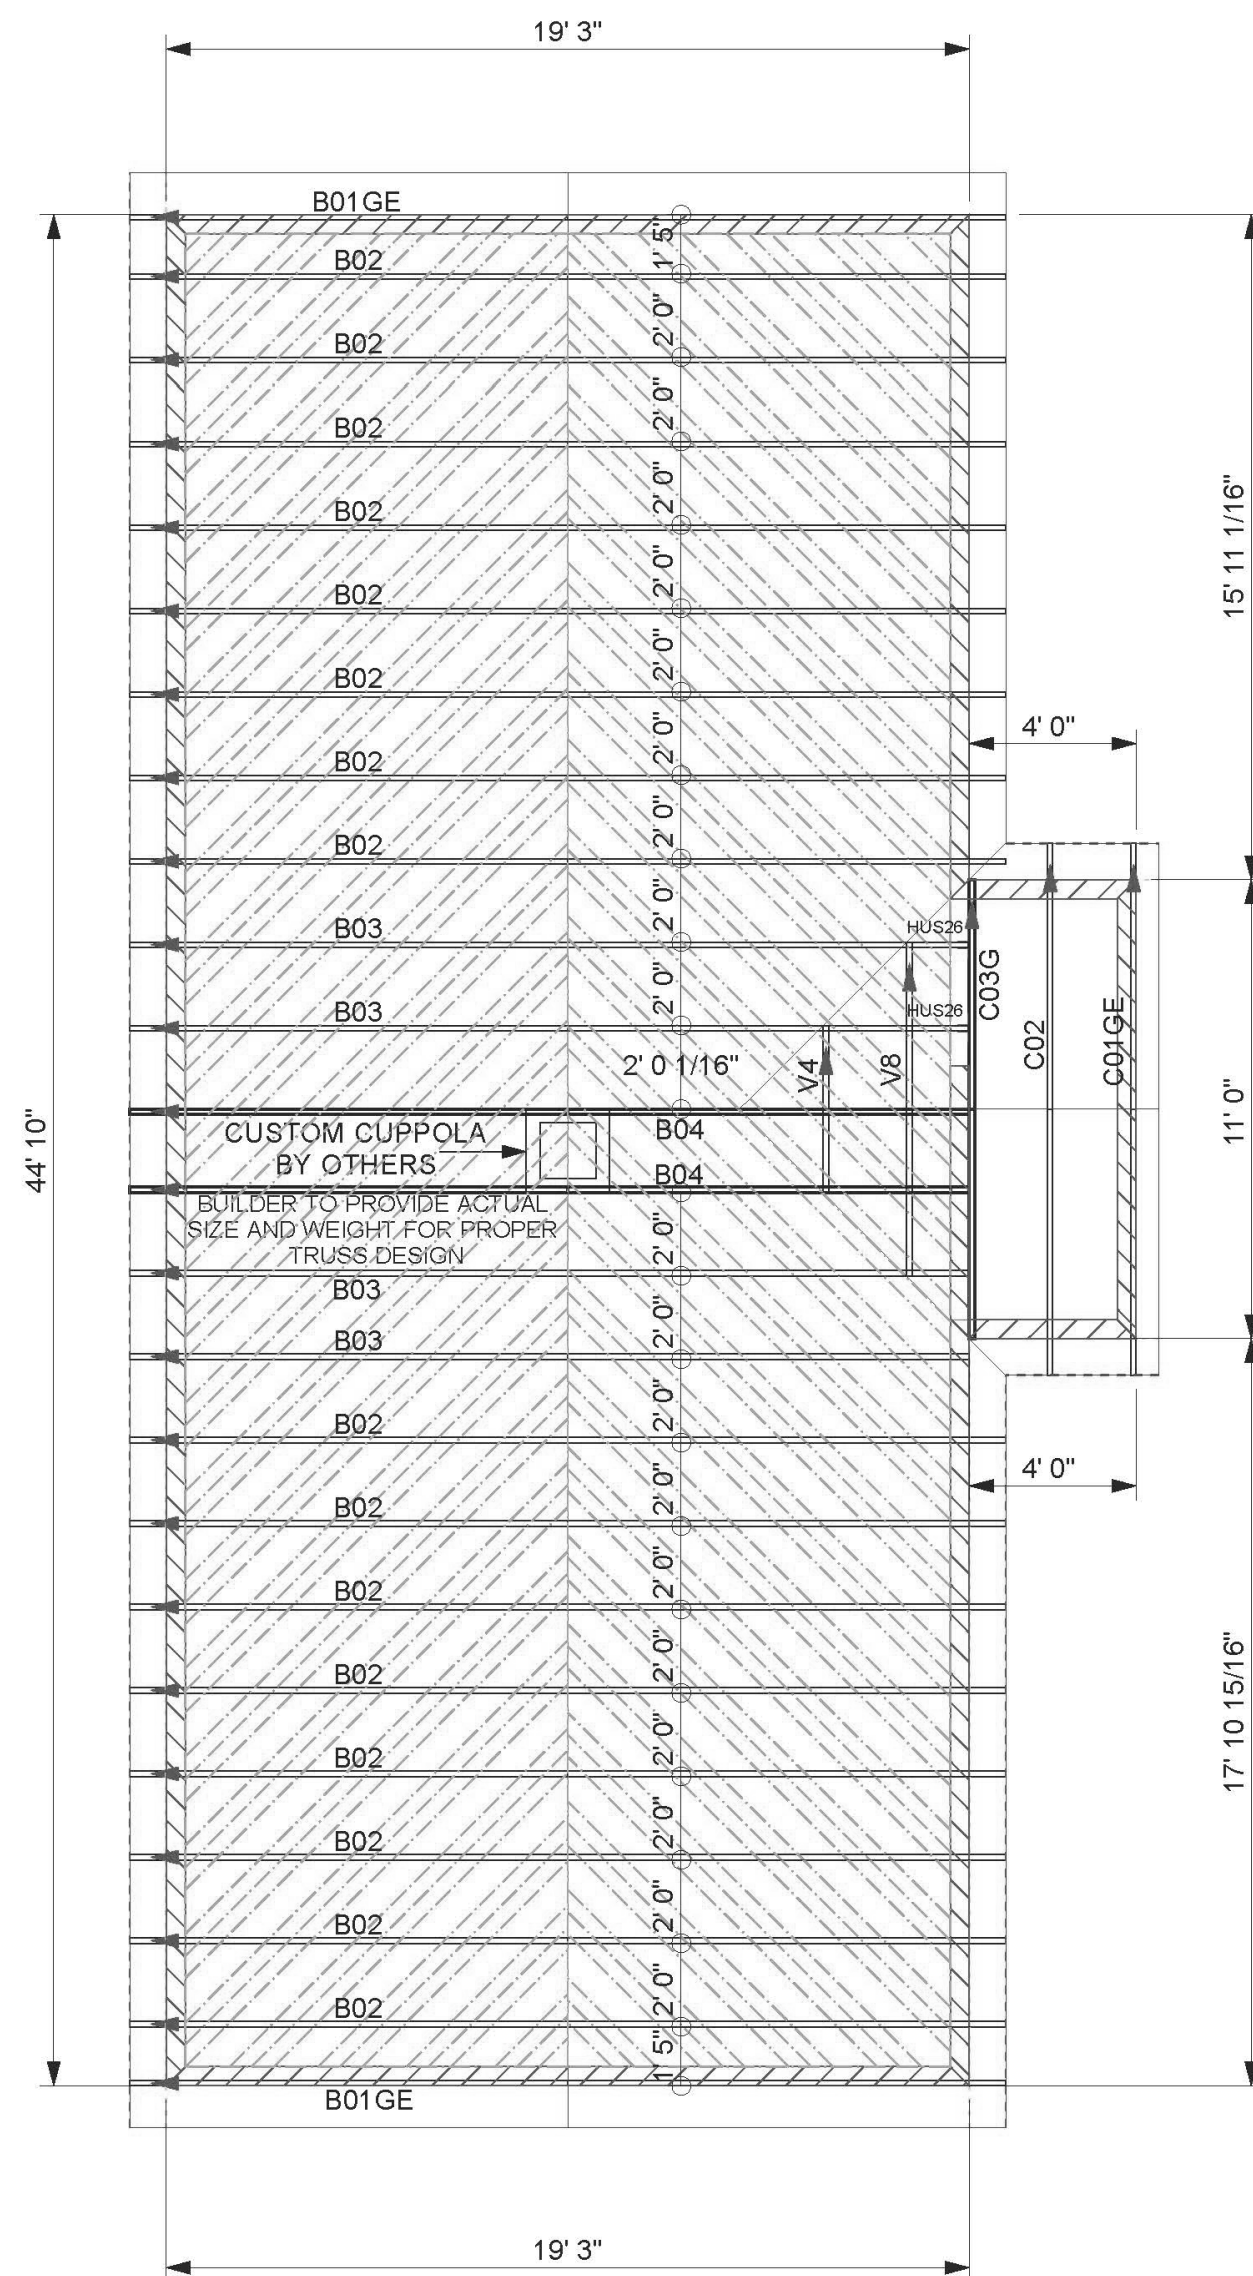 19' 3"
B01GE
1' 5"
B02
2' 0"
B02
2' 0"
B02
2' 0"
B02
2' 0"
15' 11 1/16"
B02
2' 0"
B02
2' 0"
4' 0"
B02
2' 0"
B02
2' 0"
B03
HUS26
2' 0"
C03G
B03
HUS26
C02
C01GE
2' 0 1/16"
V4
V8
44' 10"
11' 0"
CUSTOM CUPPOLA
BY OTHERS
B04
B04
BUILDER TO PROVIDE ACTUAL
SIZE AND WEIGHT FOR PROPER
TRUSS DESIGN
2' 0"
B03
2' 0"
B03
2' 0"
B02
4' 0"
2' 0"
B02
2' 0"
B02
2' 0"
B02
17' 10 15/16"
2' 0"
B02
2' 0"
B02
2' 0"
B02
2' 0"
B02
1' 5"
B01GE
19' 3"